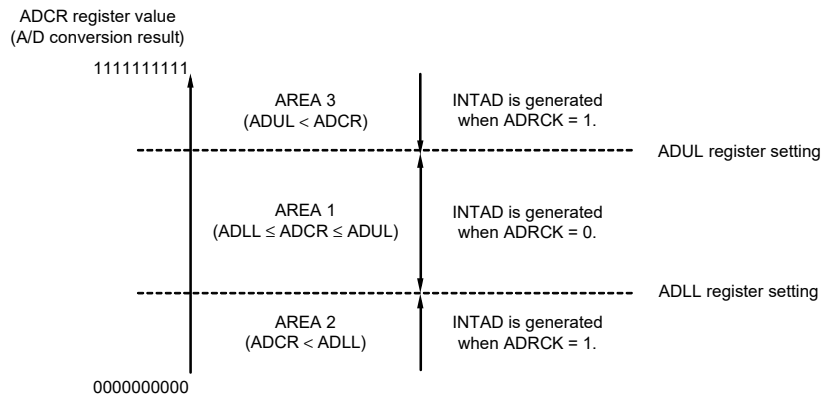 ADCR register value
(A/D conversion result)
1111111111
AREA 3
(ADUL < ADCR)
INTAD is generated
when ADRCK = 1.
ADUL register setting
AREA 1
(ADLL ≤ ADCR ≤ ADUL)
INTAD is generated
when ADRCK = 0.
ADLL register setting
AREA 2
(ADCR < ADLL)
INTAD is generated
when ADRCK = 1.
0000000000